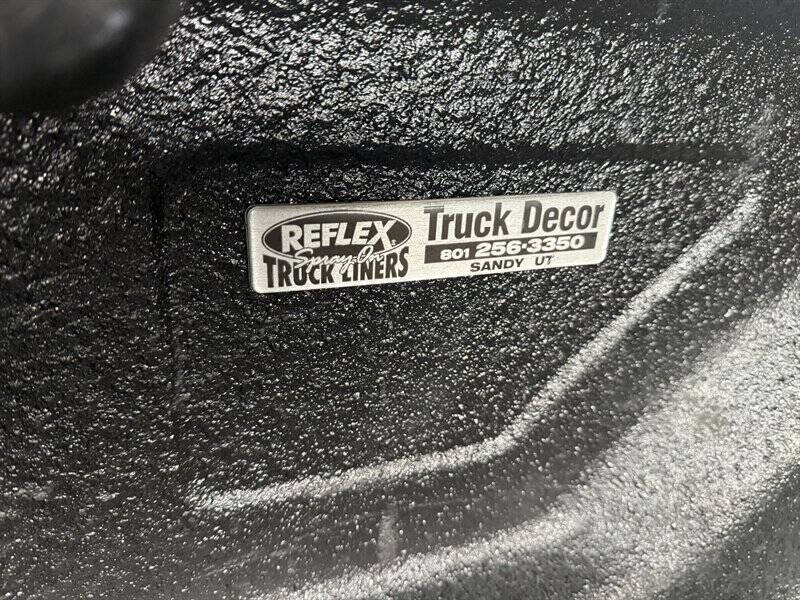 REFLEX®
Spray-On
TRUCK LINERS
Truck Decor
801 256-3350
SANDY UT